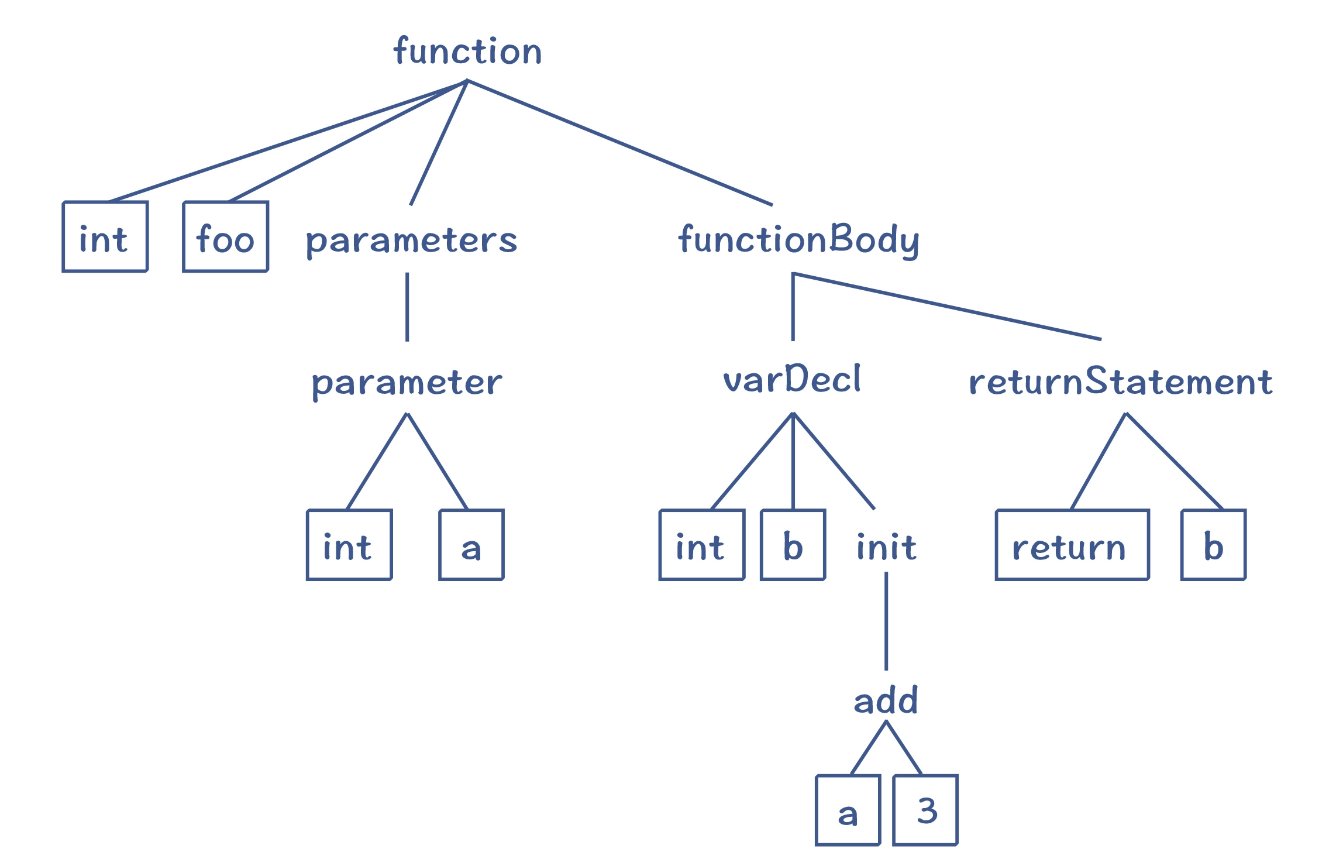 function
int foo parameters functionBody
parameter varDecl returnStatement
int a int b init return b
add
a 3